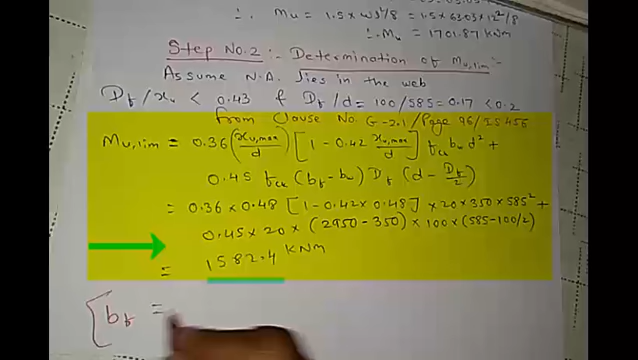 ∴ Mu = 1.5 × wl²/8 = 1.5 × 63.03 × 12²/8
∴ Mu = 1701.87 KNm
Step No.2 :- Determination of Mu,lim :-
Assume N.A. lies in the web
Df/xu < 0.43 & Df/d = 100/585 = 0.17 < 0.2
from Clause No. G-2.1/Page 96/IS 456
Mu,lim = 0.36 (xu,max/d) [1 - 0.42 xu,max/d] fck bw d² +
0.45 fck (bf - bw) Df (d - Df/2)
= 0.36 × 0.48 [1 - 0.42 × 0.48] × 20 × 350 × 585² +
0.45 × 20 × (2950 - 350) × 100 × (585 - 100/2)
= 1582.4 KNm
[bf =